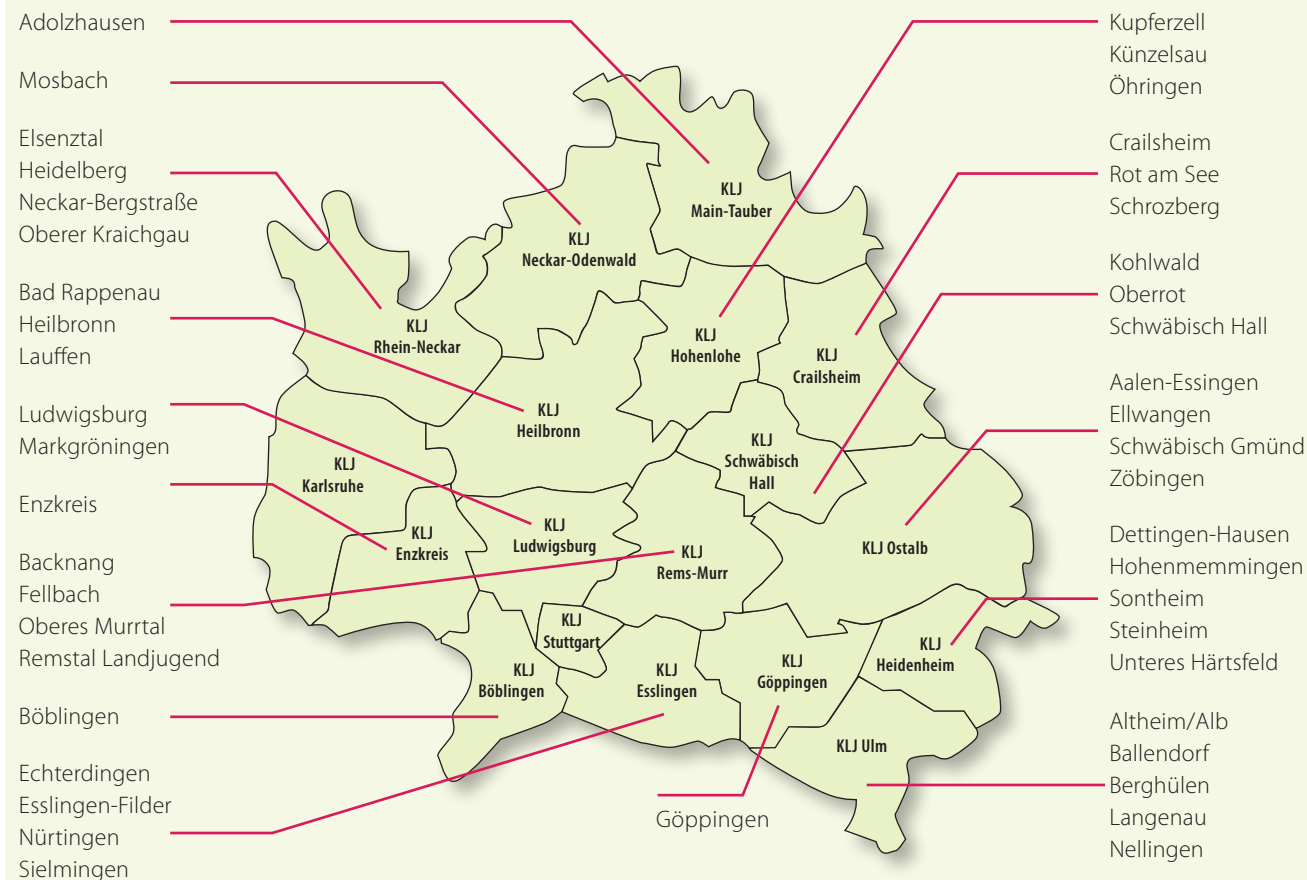 Adolzhausen
Mosbach
Elsenztal
Heidelberg
Neckar-Bergstraße
Oberer Kraichgau
Bad Rappenau
Heilbronn
Lauffen
Ludwigsburg
Markgröningen
Enzkreis
Backnang
Fellbach
Oberes Murrtal
Remstal Landjugend
Böblingen
Echterdingen
Esslingen-Filder
Nürtingen
Sielmingen
KLJ
Main-Tauber
KLJ
Neckar-Odenwald
KLJ
Rhein-Neckar
KLJ
Hohenlohe
KLJ
Crailsheim
KLJ
Heilbronn
KLJ
Schwäbisch
Hall
KLJ
Karlsruhe
KLJ
Enzkreis
KLJ
Ludwigsburg
KLJ
Rems-Murr
KLJ Ostalb
KLJ
Stuttgart
KLJ
Böblingen
KLJ
Esslingen
KLJ
Göppingen
KLJ
Heidenheim
KLJ Ulm
Göppingen
Kupferzell
Künzelsau
Öhringen
Crailsheim
Rot am See
Schrozberg
Kohlwald
Oberrot
Schwäbisch Hall
Aalen-Essingen
Ellwangen
Schwäbisch Gmünd
Zöbingen
Dettingen-Hausen
Hohenmemmingen
Sontheim
Steinheim
Unteres Härtsfeld
Altheim/Alb
Ballendorf
Berghülen
Langenau
Nellingen